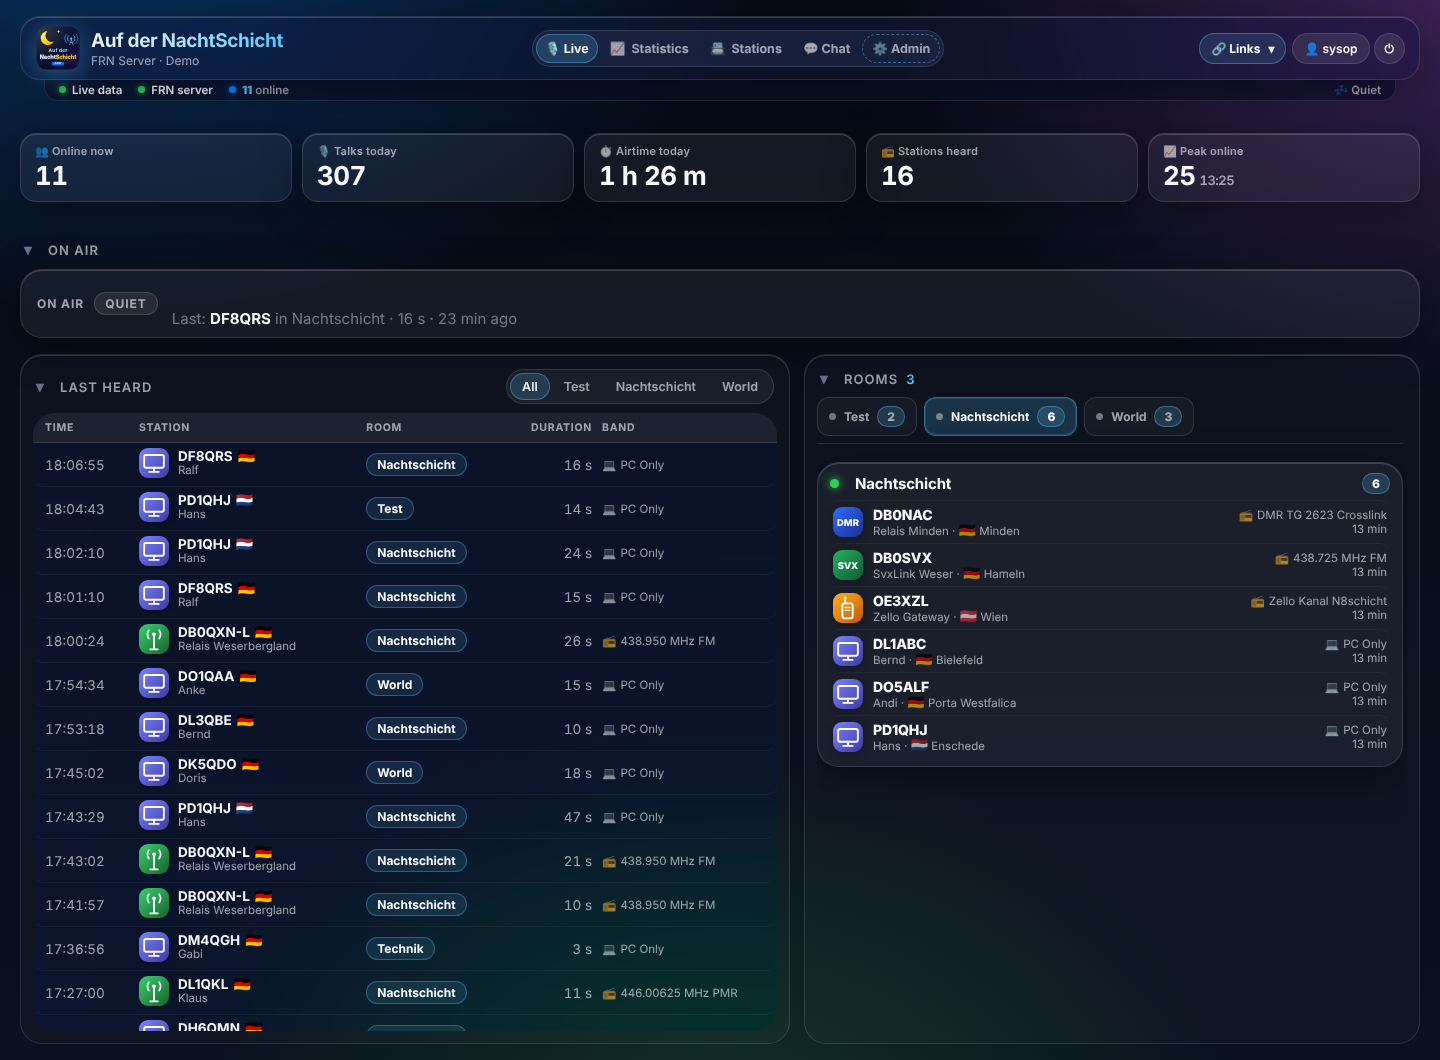 Auf der NachtSchicht
Auf der NachtSchicht
FRN Server · Demo
Live
Statistics
Stations
Chat
Admin
Links ▾
sysop
Live data
FRN server
11 online
Quiet
Online now
11
Talks today
307
Airtime today
1 h 26 m
Stations heard
16
Peak online
25 13:25
ON AIR
ON AIR QUIET
Last: DF8QRS in Nachtschicht · 16 s · 23 min ago
LAST HEARD
All Test Nachtschicht World
TIME STATION ROOM DURATION BAND
18:06:55 DF8QRS Nachtschicht 16 s PC Only
Ralf
18:04:43 PD1QHJ Test 14 s PC Only
Hans
18:02:10 PD1QHJ Nachtschicht 24 s PC Only
Hans
18:01:10 DF8QRS Nachtschicht 15 s PC Only
Ralf
18:00:24 DB0QXN-L Nachtschicht 26 s 438.950 MHz FM
Relais Weserbergland
17:54:34 DO1QAA World 15 s PC Only
Anke
17:53:18 DL3QBE Nachtschicht 10 s PC Only
Bernd
17:45:02 DK5QDO World 18 s PC Only
Doris
17:43:29 PD1QHJ Nachtschicht 47 s PC Only
Hans
17:43:02 DB0QXN-L Nachtschicht 21 s 438.950 MHz FM
Relais Weserbergland
17:41:57 DB0QXN-L Nachtschicht 10 s 438.950 MHz FM
Relais Weserbergland
17:36:56 DM4QGH Technik 3 s PC Only
Gabi
17:27:00 DL1QKL Nachtschicht 11 s 446.00625 MHz PMR
Klaus
DH6QMN
ROOMS 3
Test 2
Nachtschicht 6
World 3
Nachtschicht 6
DMR DB0NAC DMR TG 2623 Crosslink
Relais Minden · Minden 13 min
SVX DB0SVX 438.725 MHz FM
SvxLink Weser · Hameln 13 min
OE3XZL Zello Kanal N8schicht
Zello Gateway · Wien 13 min
DL1ABC PC Only
Bernd · Bielefeld 13 min
DO5ALF PC Only
Andi · Porta Westfalica 13 min
PD1QHJ PC Only
Hans · Enschede 13 min